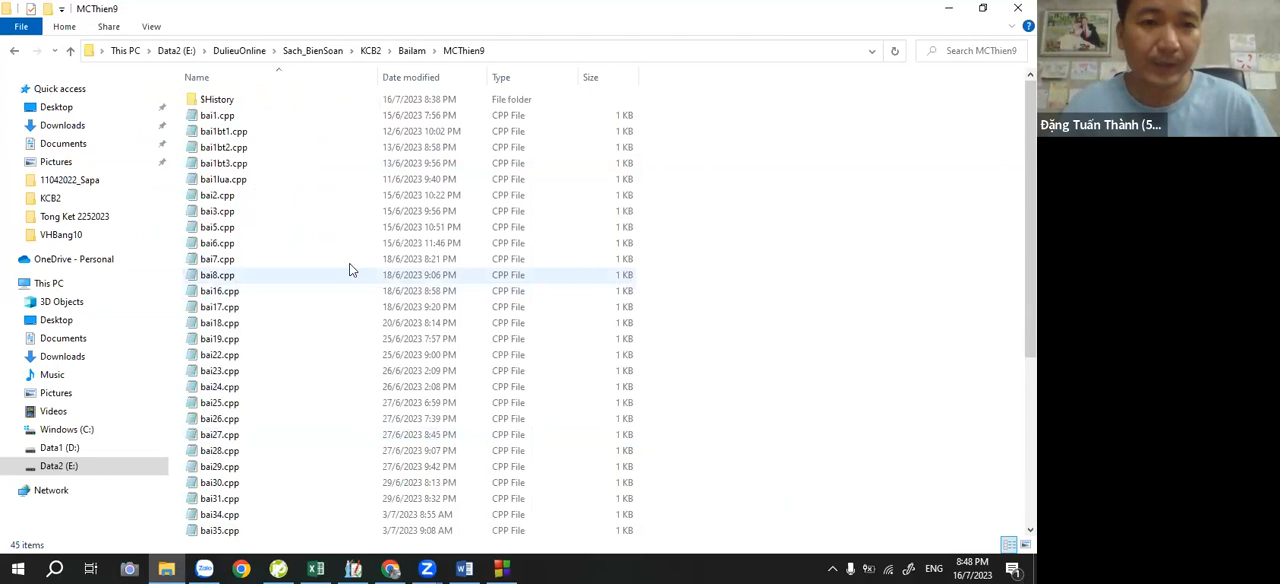 MCThien9
File Home Share View
This PC Data2 (E:) DulieuOnline Sach_BienSoan KCB2 Bailam MCThien9 Search MCThien9
Name Date modified Type Size
Quick access
Desktop
Downloads
Documents
Pictures
11042022_Sapa
KCB2
Tong Ket 2252023
VHBang10
OneDrive - Personal
This PC
3D Objects
Desktop
Documents
Downloads
Music
Pictures
Videos
Windows (C:)
Data1 (D:)
Data2 (E:)
Network
$History 16/7/2023 8:38 PM File folder
bai1.cpp 15/6/2023 7:56 PM CPP File 1 KB
bai1bt1.cpp 12/6/2023 10:02 PM CPP File 1 KB
bai1bt2.cpp 13/6/2023 8:58 PM CPP File 1 KB
bai1bt3.cpp 13/6/2023 9:56 PM CPP File 1 KB
bai1lua.cpp 11/6/2023 9:40 PM CPP File 1 KB
bai2.cpp 15/6/2023 10:22 PM CPP File 1 KB
bai3.cpp 15/6/2023 9:56 PM CPP File 1 KB
bai5.cpp 15/6/2023 10:51 PM CPP File 1 KB
bai6.cpp 15/6/2023 11:46 PM CPP File 1 KB
bai7.cpp 18/6/2023 8:21 PM CPP File 1 KB
bai8.cpp 18/6/2023 9:06 PM CPP File 1 KB
bai16.cpp 18/6/2023 8:58 PM CPP File 1 KB
bai17.cpp 18/6/2023 9:20 PM CPP File 1 KB
bai18.cpp 20/6/2023 8:14 PM CPP File 1 KB
bai19.cpp 25/6/2023 7:57 PM CPP File 1 KB
bai22.cpp 25/6/2023 9:00 PM CPP File 1 KB
bai23.cpp 26/6/2023 2:09 PM CPP File 1 KB
bai24.cpp 26/6/2023 2:08 PM CPP File 1 KB
bai25.cpp 27/6/2023 6:59 PM CPP File 1 KB
bai26.cpp 27/6/2023 7:39 PM CPP File 1 KB
bai27.cpp 27/6/2023 8:45 PM CPP File 1 KB
bai28.cpp 27/6/2023 9:07 PM CPP File 1 KB
bai29.cpp 27/6/2023 9:42 PM CPP File 1 KB
bai30.cpp 29/6/2023 8:13 PM CPP File 1 KB
bai31.cpp 29/6/2023 8:32 PM CPP File 1 KB
bai34.cpp 3/7/2023 8:55 AM CPP File 1 KB
bai35.cpp 3/7/2023 9:08 AM CPP File 1 KB
45 items
Đặng Tuấn Thành (5...
Zalo
ENG
8:48 PM
16/7/2023